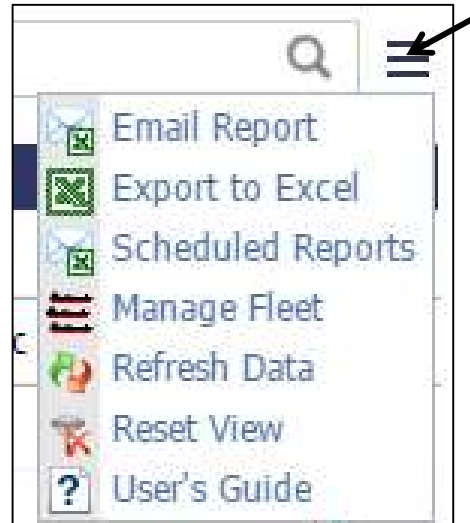 Email Report
Export to Excel
Scheduled Reports
Manage Fleet
Refresh Data
Reset View
User's Guide